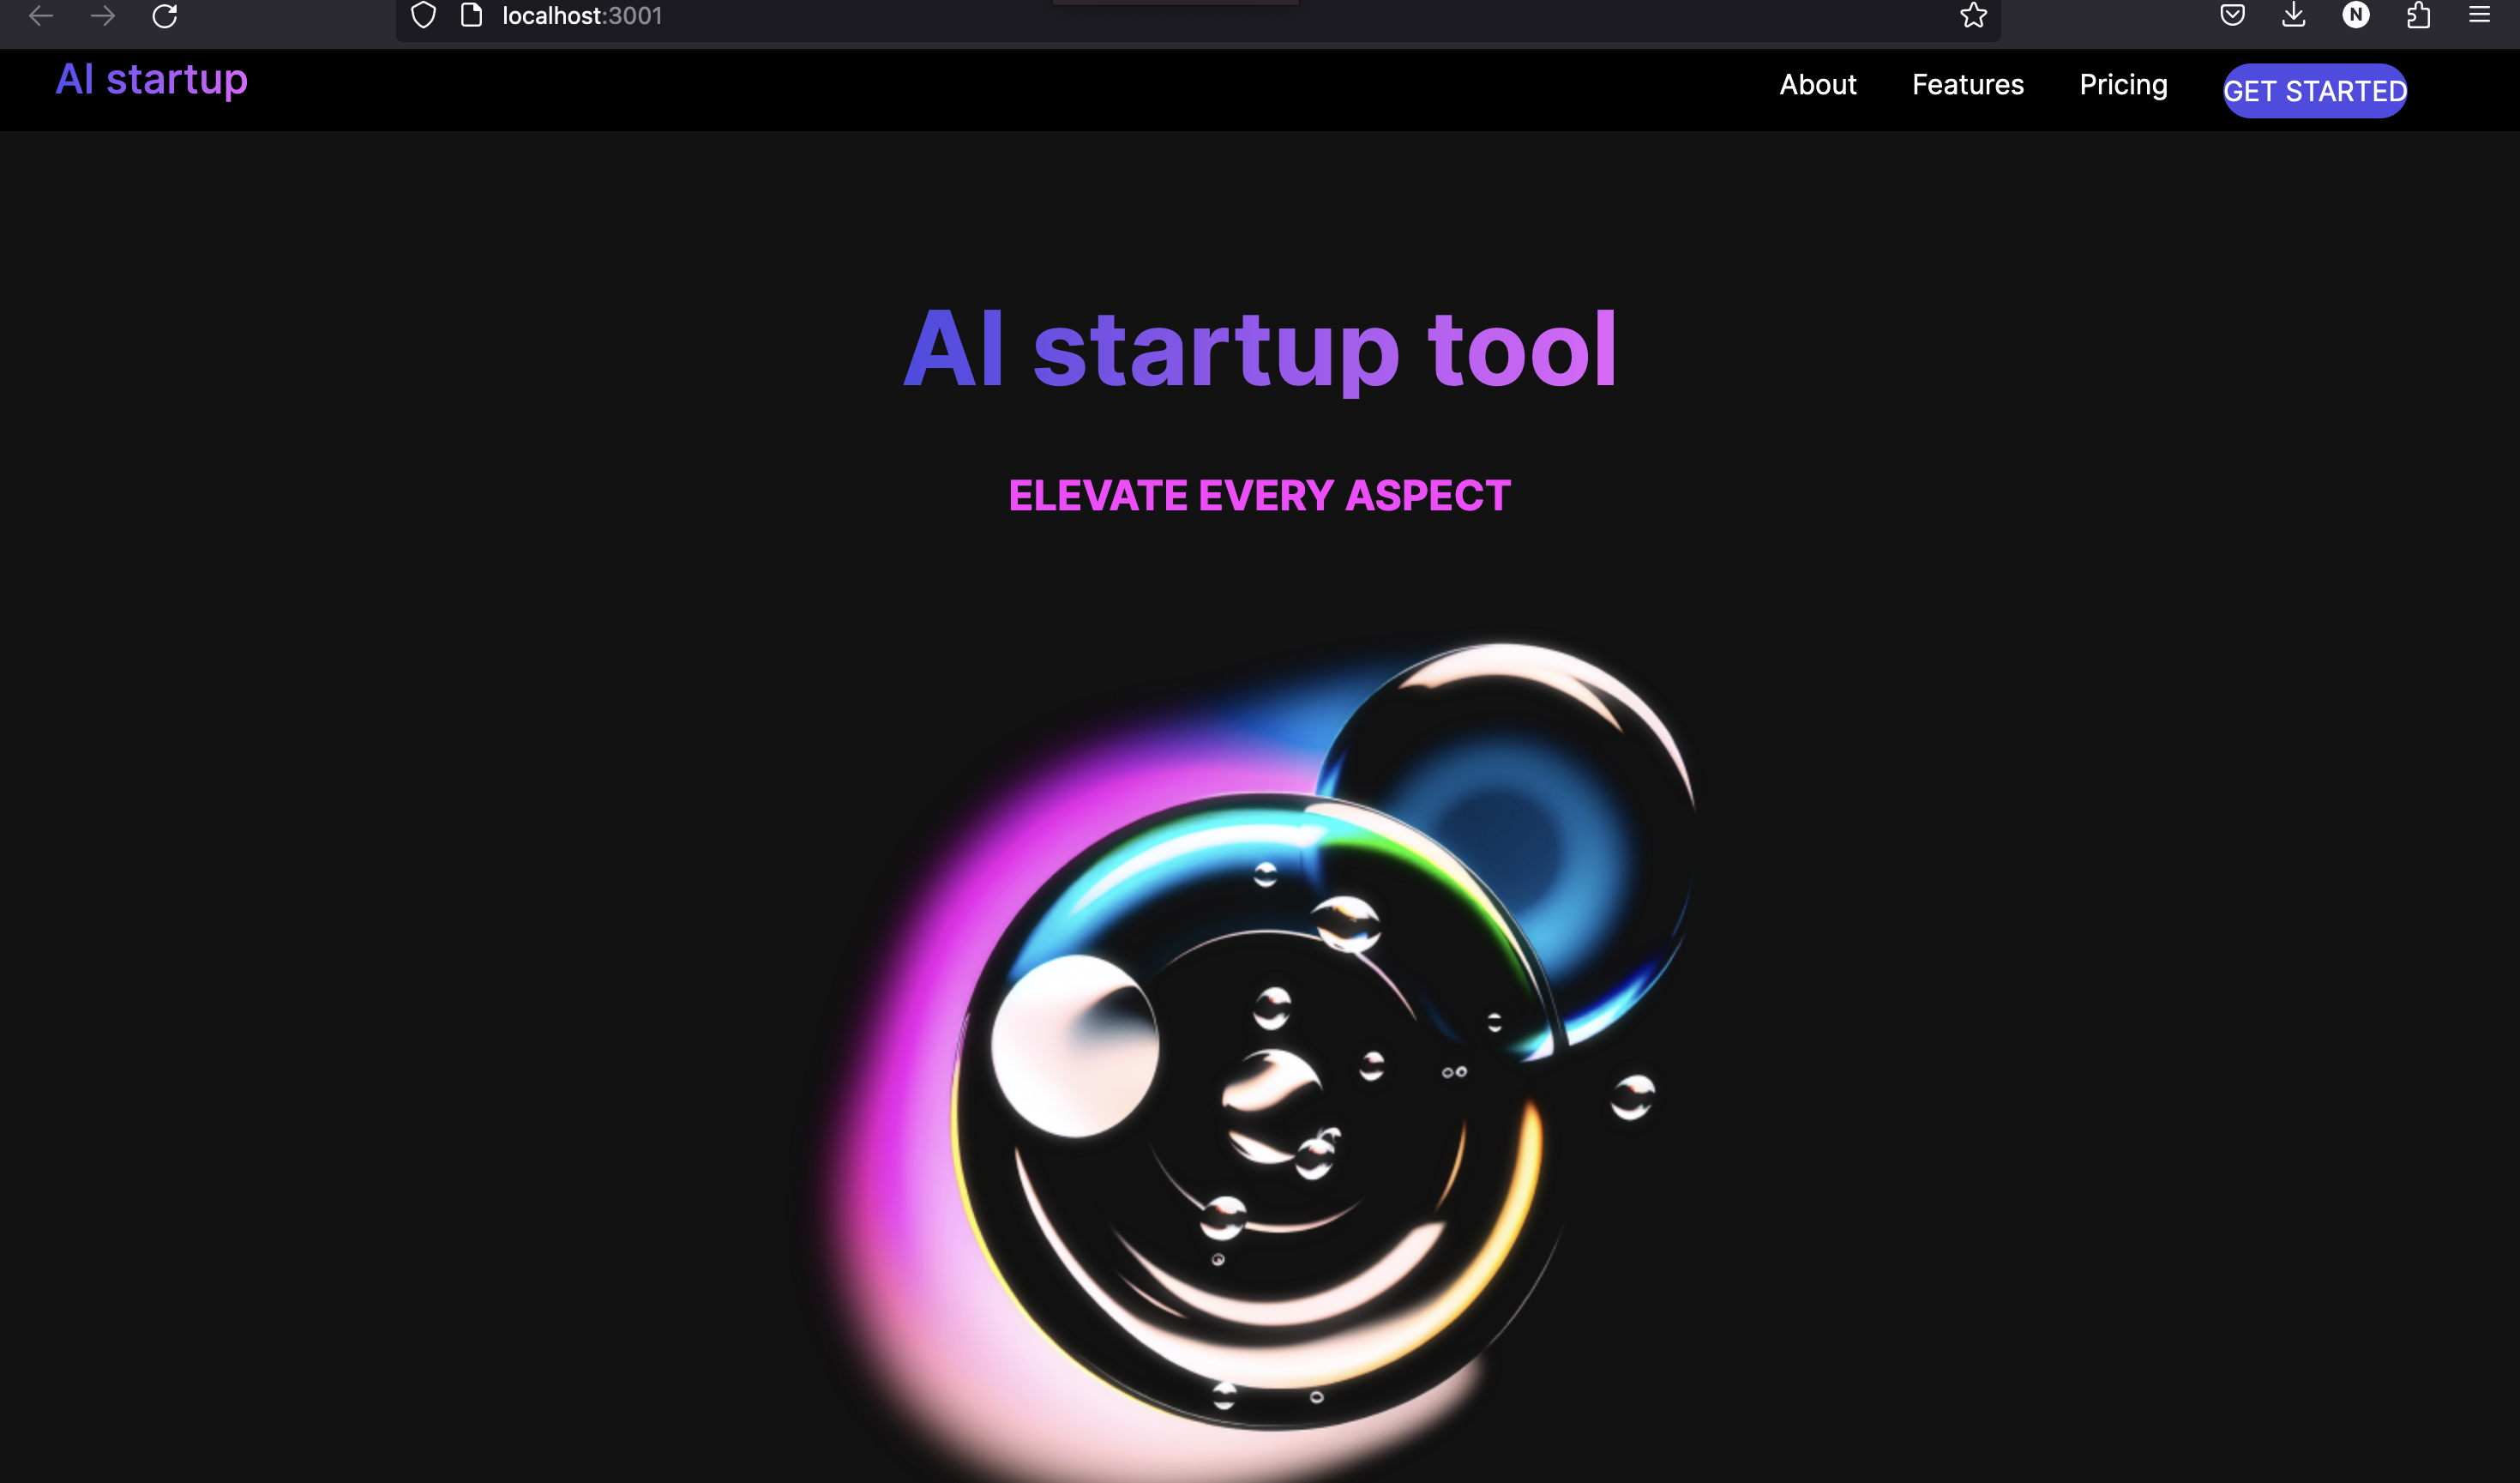 localhost:3001
N
AI startup
About Features Pricing GET STARTED
AI startup tool
ELEVATE EVERY ASPECT